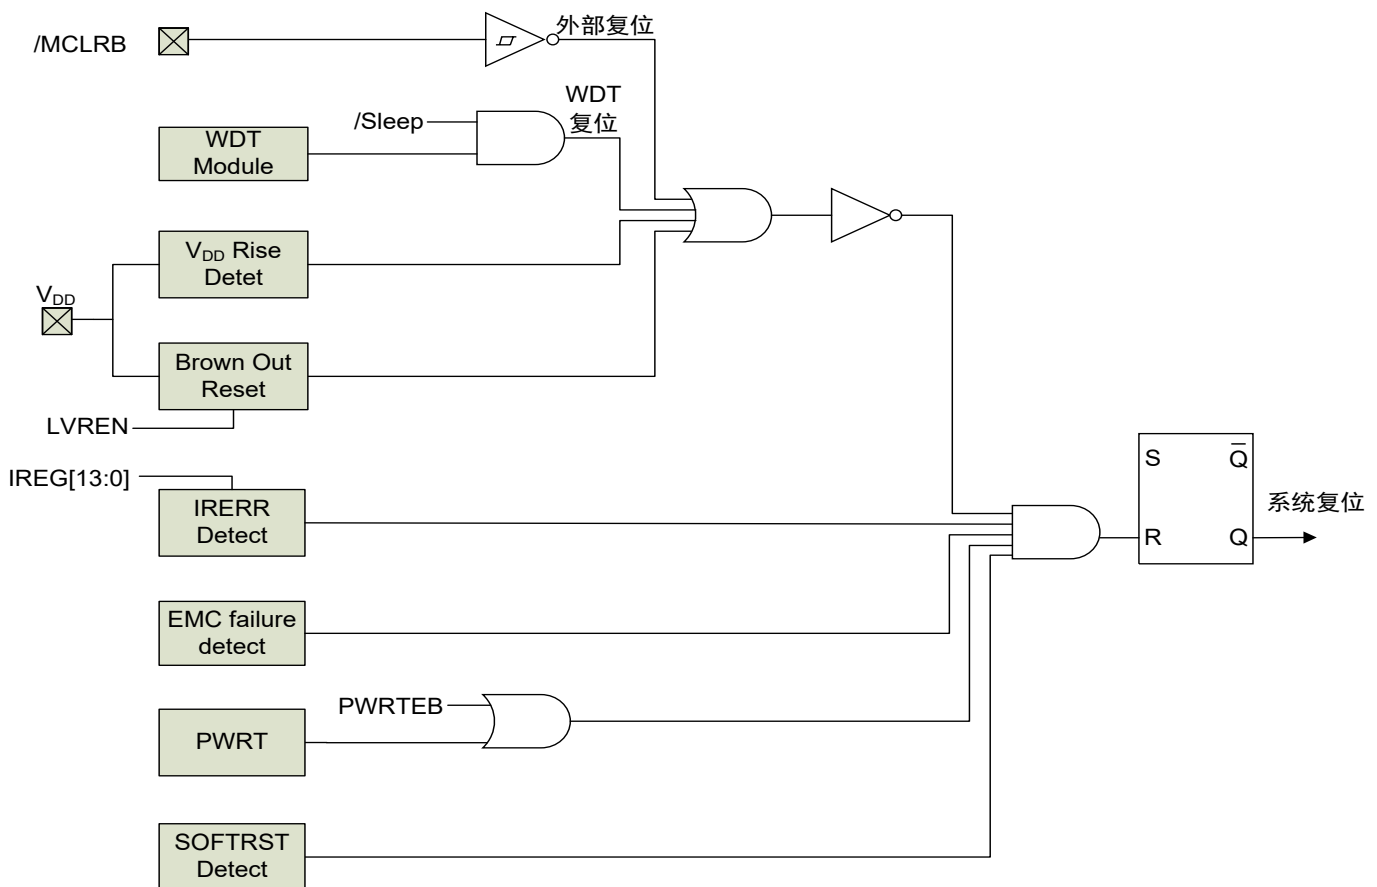 /MCLRB
外部复位
/Sleep
WDT
复位
WDT
Module
VDD Rise
Detet
VDD
Brown Out
Reset
LVREN
IREG[13:0]
IRERR
Detect
S
Q̅
R
Q
系统复位
EMC failure
detect
PWRTEB
PWRT
SOFTRST
Detect